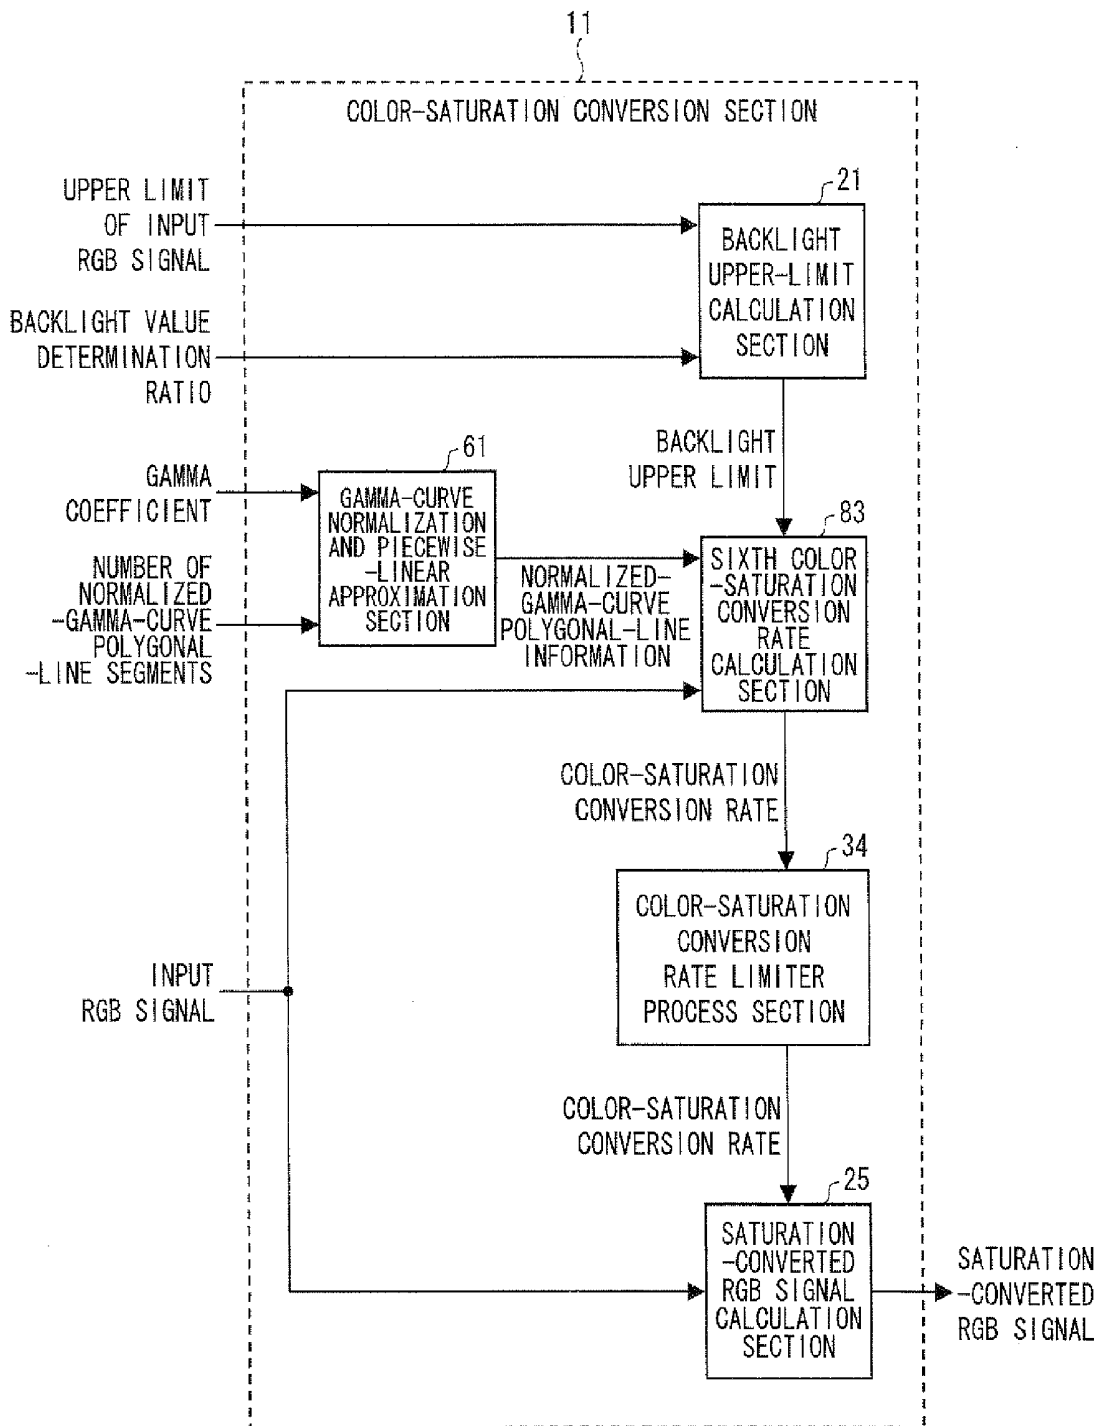 11
COLOR-SATURATION CONVERSION SECTION
UPPER LIMIT
OF INPUT
RGB SIGNAL
21
BACKLIGHT
UPPER-LIMIT
CALCULATION
SECTION
BACKLIGHT VALUE
DETERMINATION
RATIO
BACKLIGHT
UPPER LIMIT
GAMMA
COEFFICIENT
61
GAMMA-CURVE
NORMALIZATION
AND PIECEWISE
-LINEAR
APPROXIMATION
SECTION
NUMBER OF
NORMALIZED
-GAMMA-CURVE
POLYGONAL
-LINE SEGMENTS
NORMALIZED-
GAMMA-CURVE
POLYGONAL-LINE
INFORMATION
83
SIXTH COLOR
-SATURATION
CONVERSION
RATE
CALCULATION
SECTION
COLOR-SATURATION
CONVERSION RATE
34
COLOR-SATURATION
CONVERSION
RATE LIMITER
PROCESS SECTION
INPUT
RGB SIGNAL
COLOR-SATURATION
CONVERSION RATE
25
SATURATION
-CONVERTED
RGB SIGNAL
CALCULATION
SECTION
SATURATION
-CONVERTED
RGB SIGNAL